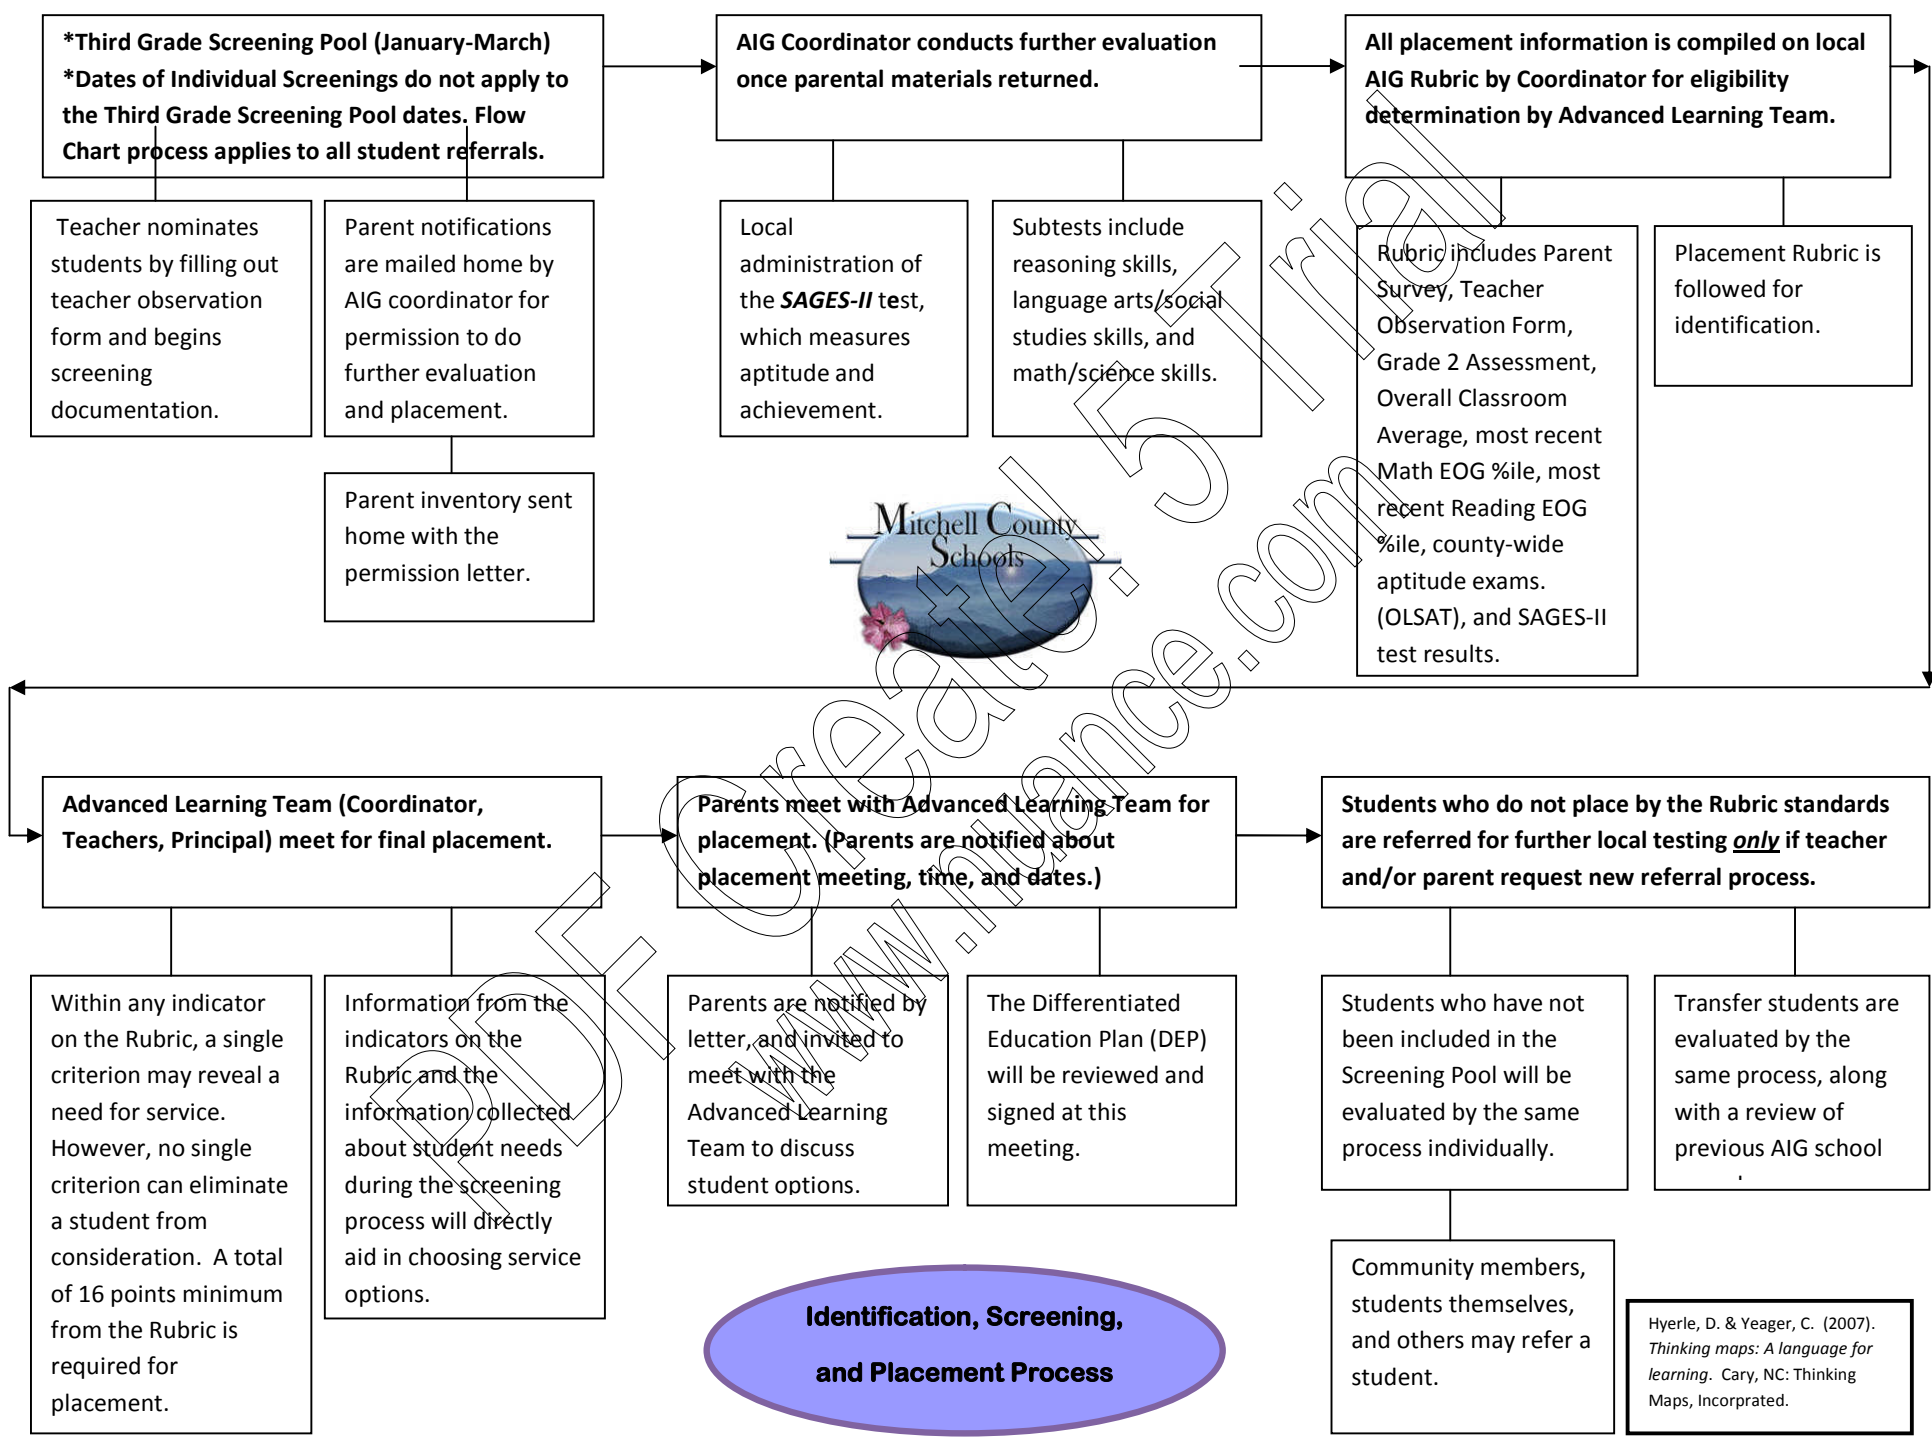 *Third Grade Screening Pool (January-March)
*Dates of Individual Screenings do not apply to
the Third Grade Screening Pool dates. Flow
Chart process applies to all student referrals.
AIG Coordinator conducts further evaluation
once parental materials returned.
All placement information is compiled on local
AIG Rubric by Coordinator for eligibility
determination by Advanced Learning Team.
Teacher nominates
students by filling out
teacher observation
form and begins
screening
documentation.
Parent notifications
are mailed home by
AIG coordinator for
permission to do
further evaluation
and placement.
Parent inventory sent
home with the
permission letter.
Local
administration of
the SAGES-II test,
which measures
aptitude and
achievement.
Subtests include
reasoning skills,
language arts/social
studies skills, and
math/science skills.
Rubric includes Parent
Survey, Teacher
Observation Form,
Grade 2 Assessment,
Overall Classroom
Average, most recent
Math EOG %ile, most
recent Reading EOG
%ile, county-wide
aptitude exams.
(OLSAT), and SAGES-II
test results.
Placement Rubric is
followed for
identification.
Mitchell County
Schools
Advanced Learning Team (Coordinator,
Teachers, Principal) meet for final placement.
Parents meet with Advanced Learning Team for
placement. (Parents are notified about
placement meeting, time, and dates.)
Students who do not place by the Rubric standards
are referred for further local testing only if teacher
and/or parent request new referral process.
Within any indicator
on the Rubric, a single
criterion may reveal a
need for service.
However, no single
criterion can eliminate
a student from
consideration.  A total
of 16 points minimum
from the Rubric is
required for
placement.
Information from the
indicators on the
Rubric and the
information collected
about student needs
during the screening
process will directly
aid in choosing service
options.
Parents are notified by
letter, and invited to
meet with the
Advanced Learning
Team to discuss
student options.
The Differentiated
Education Plan (DEP)
will be reviewed and
signed at this
meeting.
Students who have not
been included in the
Screening Pool will be
evaluated by the same
process individually.
Transfer students are
evaluated by the
same process, along
with a review of
previous AIG school
Community members,
students themselves,
and others may refer a
student.
Identification, Screening,
and Placement Process
Hyerle, D. & Yeager, C.  (2007).
Thinking maps: A language for
learning.  Cary, NC: Thinking
Maps, Incorprated.
PDF Create! 5 Trial
www.nuance.com